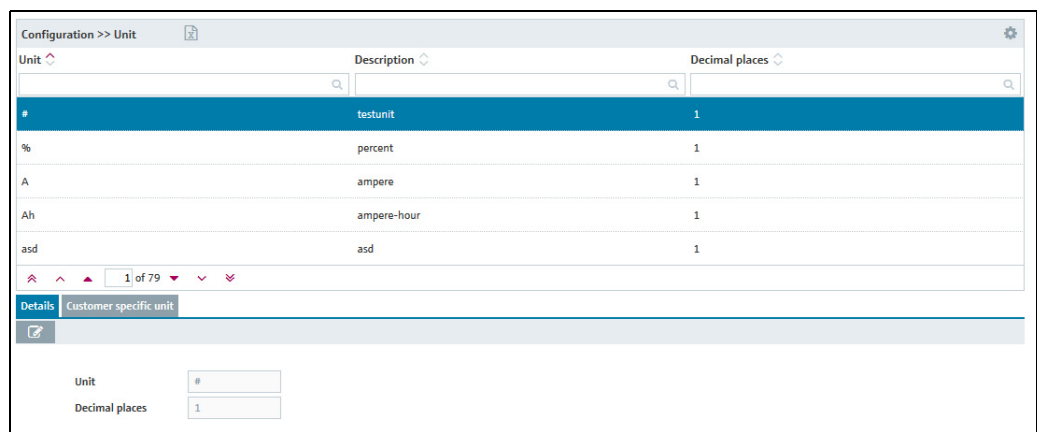 Configuration >> Unit
Unit Description Decimal places
# testunit 1
% percent 1
A ampere 1
Ah ampere-hour 1
asd asd 1
1 of 79
Details Customer specific unit
Unit #
Decimal places 1